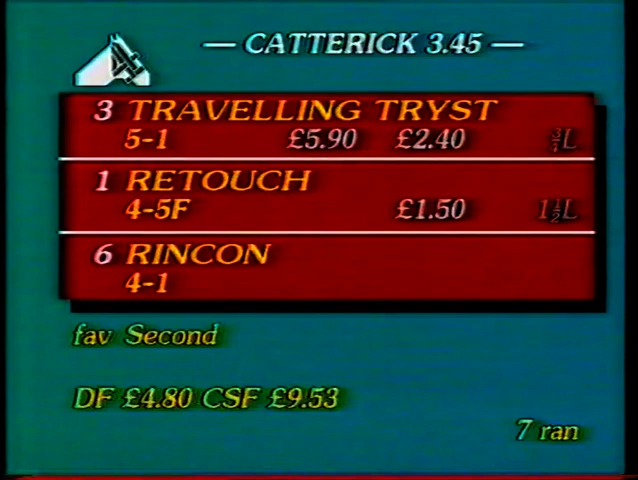 — CATTERICK 3.45 —
3 TRAVELLING TRYST
5-1 £5.90 £2.40 ¾L
1 RETOUCH
4-5F £1.50 1½L
6 RINCON
4-1
fav Second
DF £4.80 CSF £9.53
7 ran